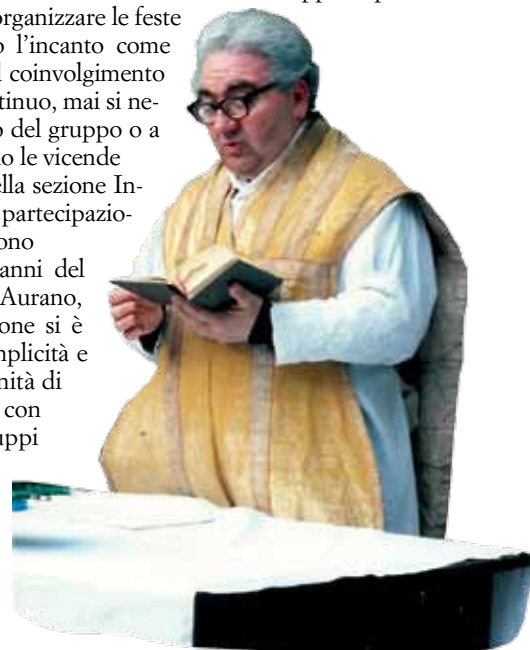 organizzare le feste
l'incanto come
coinvolgimento
tinuo, mai si ne-
del gruppo o a
le vicende
ella sezione In-
partecipazio-
ono
anni del
Aurano,
one si è
nplicità e
nità di
con
uppi